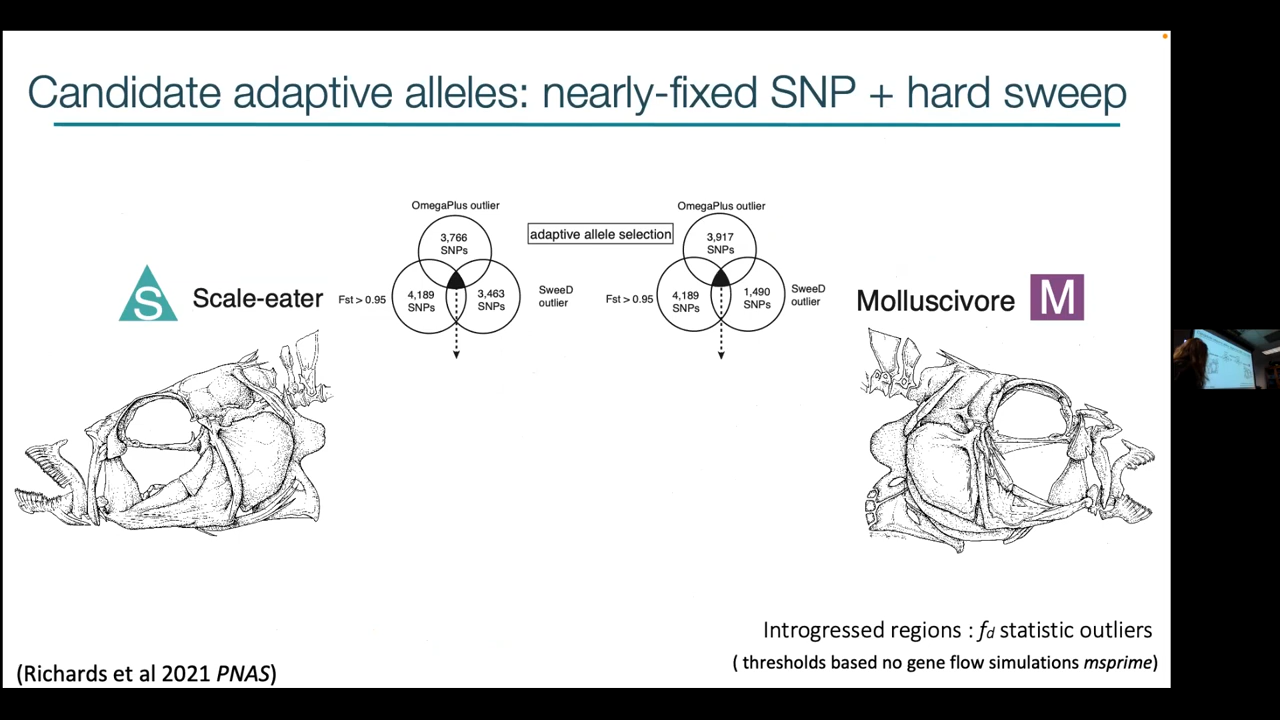 Candidate adaptive alleles: nearly-fixed SNP + hard sweep
OmegaPlus outlier
3,766
SNPs
Fst > 0.95
4,189
SNPs
3,463
SNPs
SweeD
outlier
adaptive allele selection
OmegaPlus outlier
3,917
SNPs
Fst > 0.95
4,189
SNPs
1,490
SNPs
SweeD
outlier
S
Scale-eater
Molluscivore
M
Introgressed regions : fd statistic outliers
( thresholds based no gene flow simulations msprime)
(Richards et al 2021 PNAS)